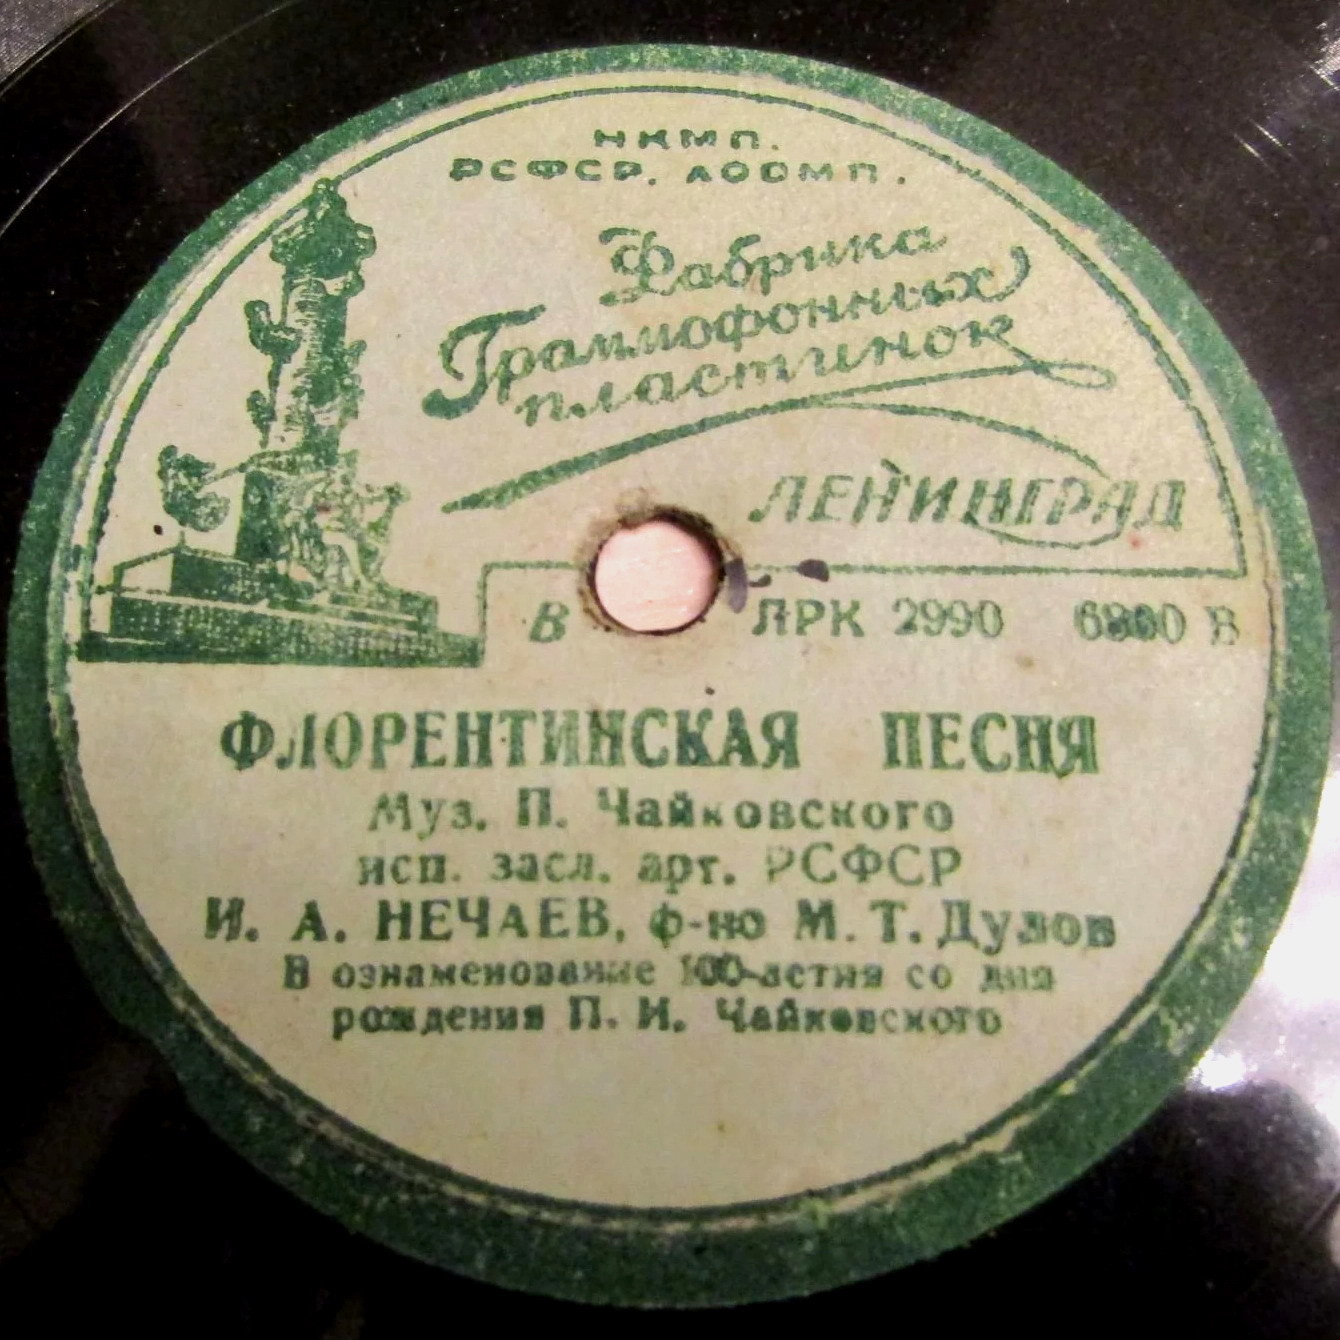 НКМП.
РСФСР. ЛООМП.
Фабрика
Граммофонных
пластинок
ЛЕНИНГРАД
В ЛРК 2990 6860 В
ФЛОРЕНТИНСКАЯ ПЕСНЯ
Муз. П. Чайковского
исп. засл. арт. РСФСР
И. А. НЕЧАЕВ, ф-но М. Т. Дулов
В ознаменование 100-летия со дня
рождения П. И. Чайковского